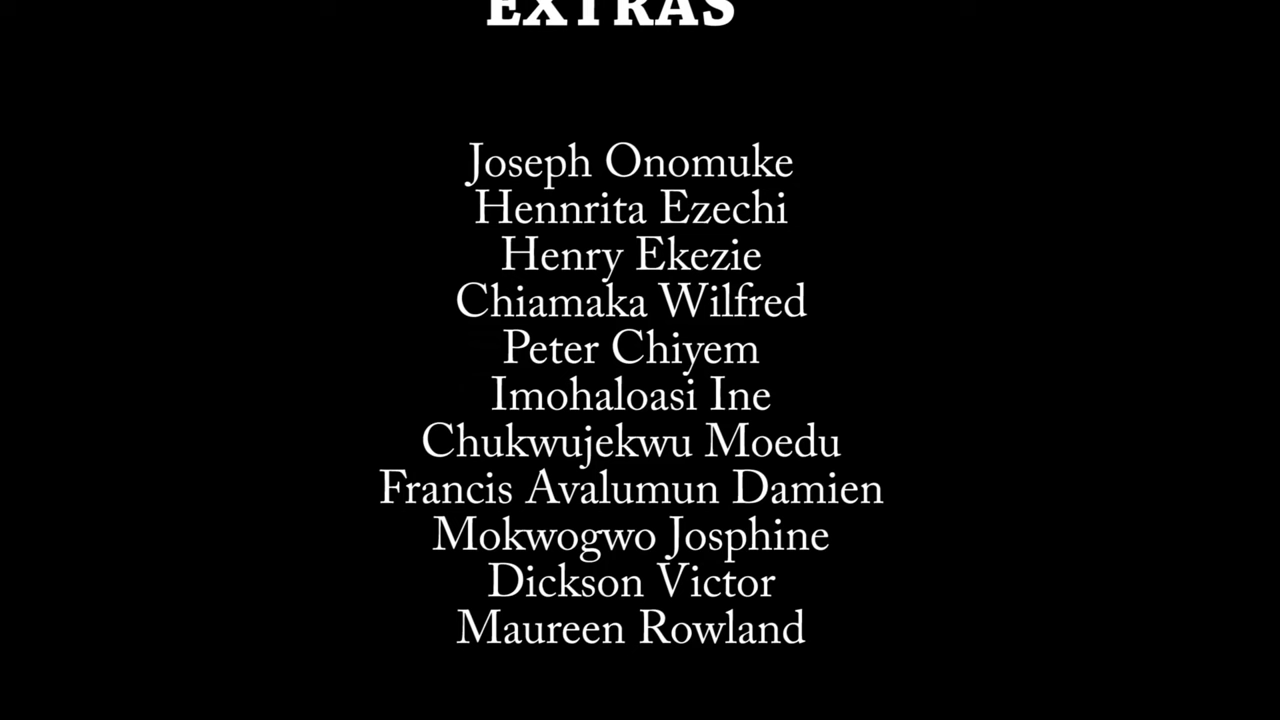 EXTRAS
Joseph Onomuke
Hennrita Ezechi
Henry Ekezie
Chiamaka Wilfred
Peter Chiyem
Imohaloasi Ine
Chukwujekwu Moedu
Francis Avalumun Damien
Mokwogwo Josphine
Dickson Victor
Maureen Rowland